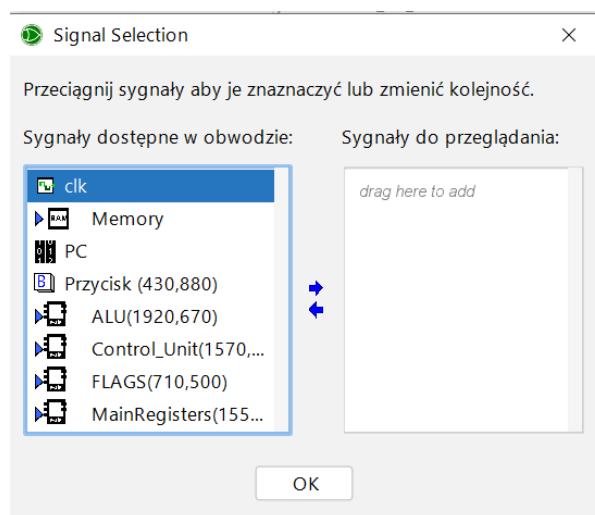 Signal Selection
Przeciągnij sygnały aby je znaznaczyć lub zmienić kolejność.
Sygnały dostępne w obwodzie:
Sygnały do przeglądania:
clk
Memory
PC
Przycisk (430,880)
ALU(1920,670)
Control_Unit(1570,...
FLAGS(710,500)
MainRegisters(155...
drag here to add
OK